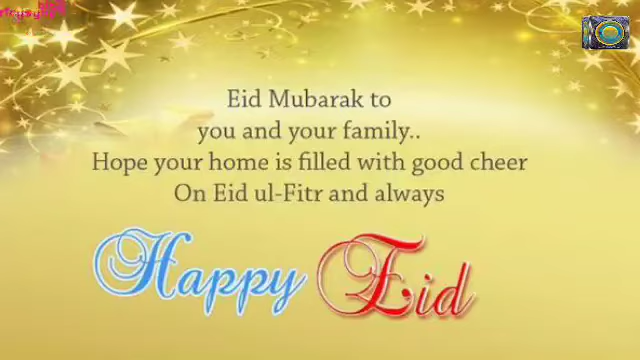 Eid Mubarak to
you and your family..
Hope your home is filled with good cheer
On Eid ul-Fitr and always
Happy Eid